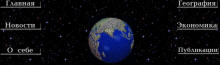 Главная
География
Новости
Экономика
О себе
Публикации